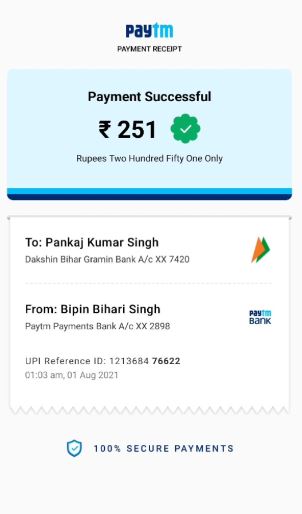 paytm
PAYMENT RECEIPT
Payment Successful
₹ 251
Rupees Two Hundred Fifty One Only
To: Pankaj Kumar Singh
Dakshin Bihar Gramin Bank A/c XX 7420
From: Bipin Bihari Singh
Paytm Payments Bank A/c XX 2898
paytm
BANK
UPI Reference ID: 1213684 76622
01:03 am, 01 Aug 2021
100% SECURE PAYMENTS